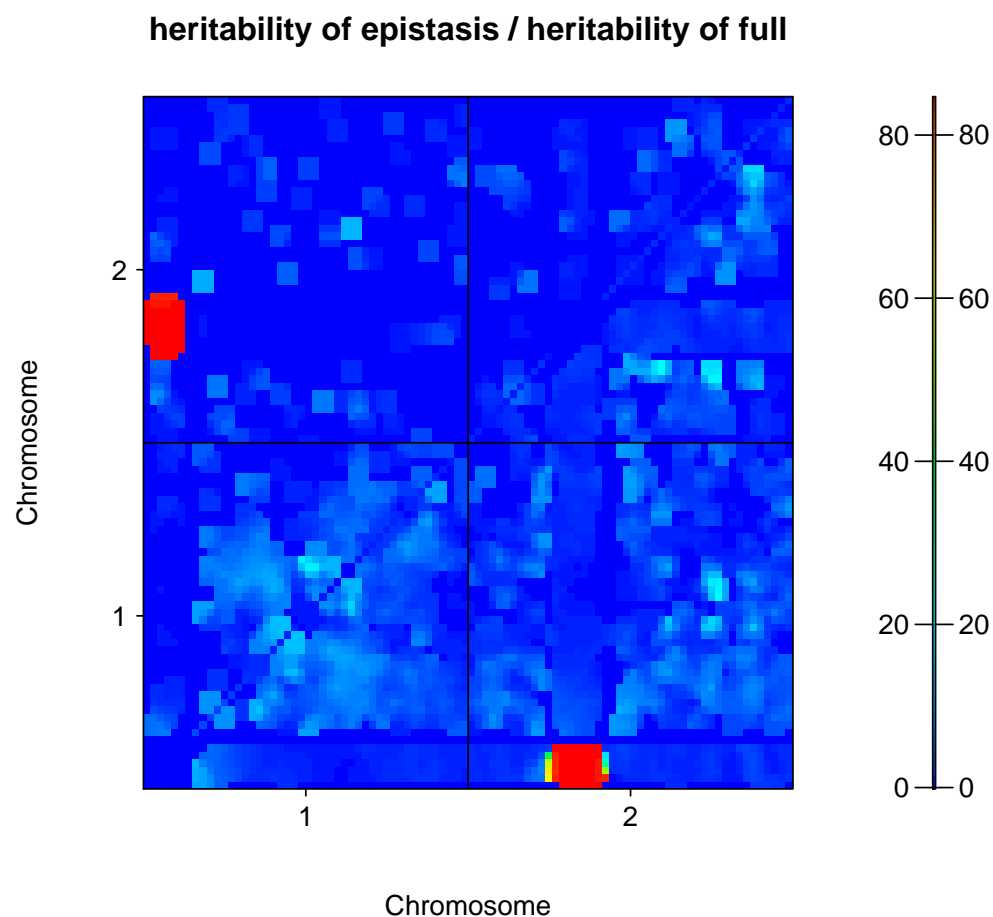 heritability of epistasis / heritability of full
80 80
60 60
40 40
20 20
0 0
2
1
Chromosome
1 2
Chromosome